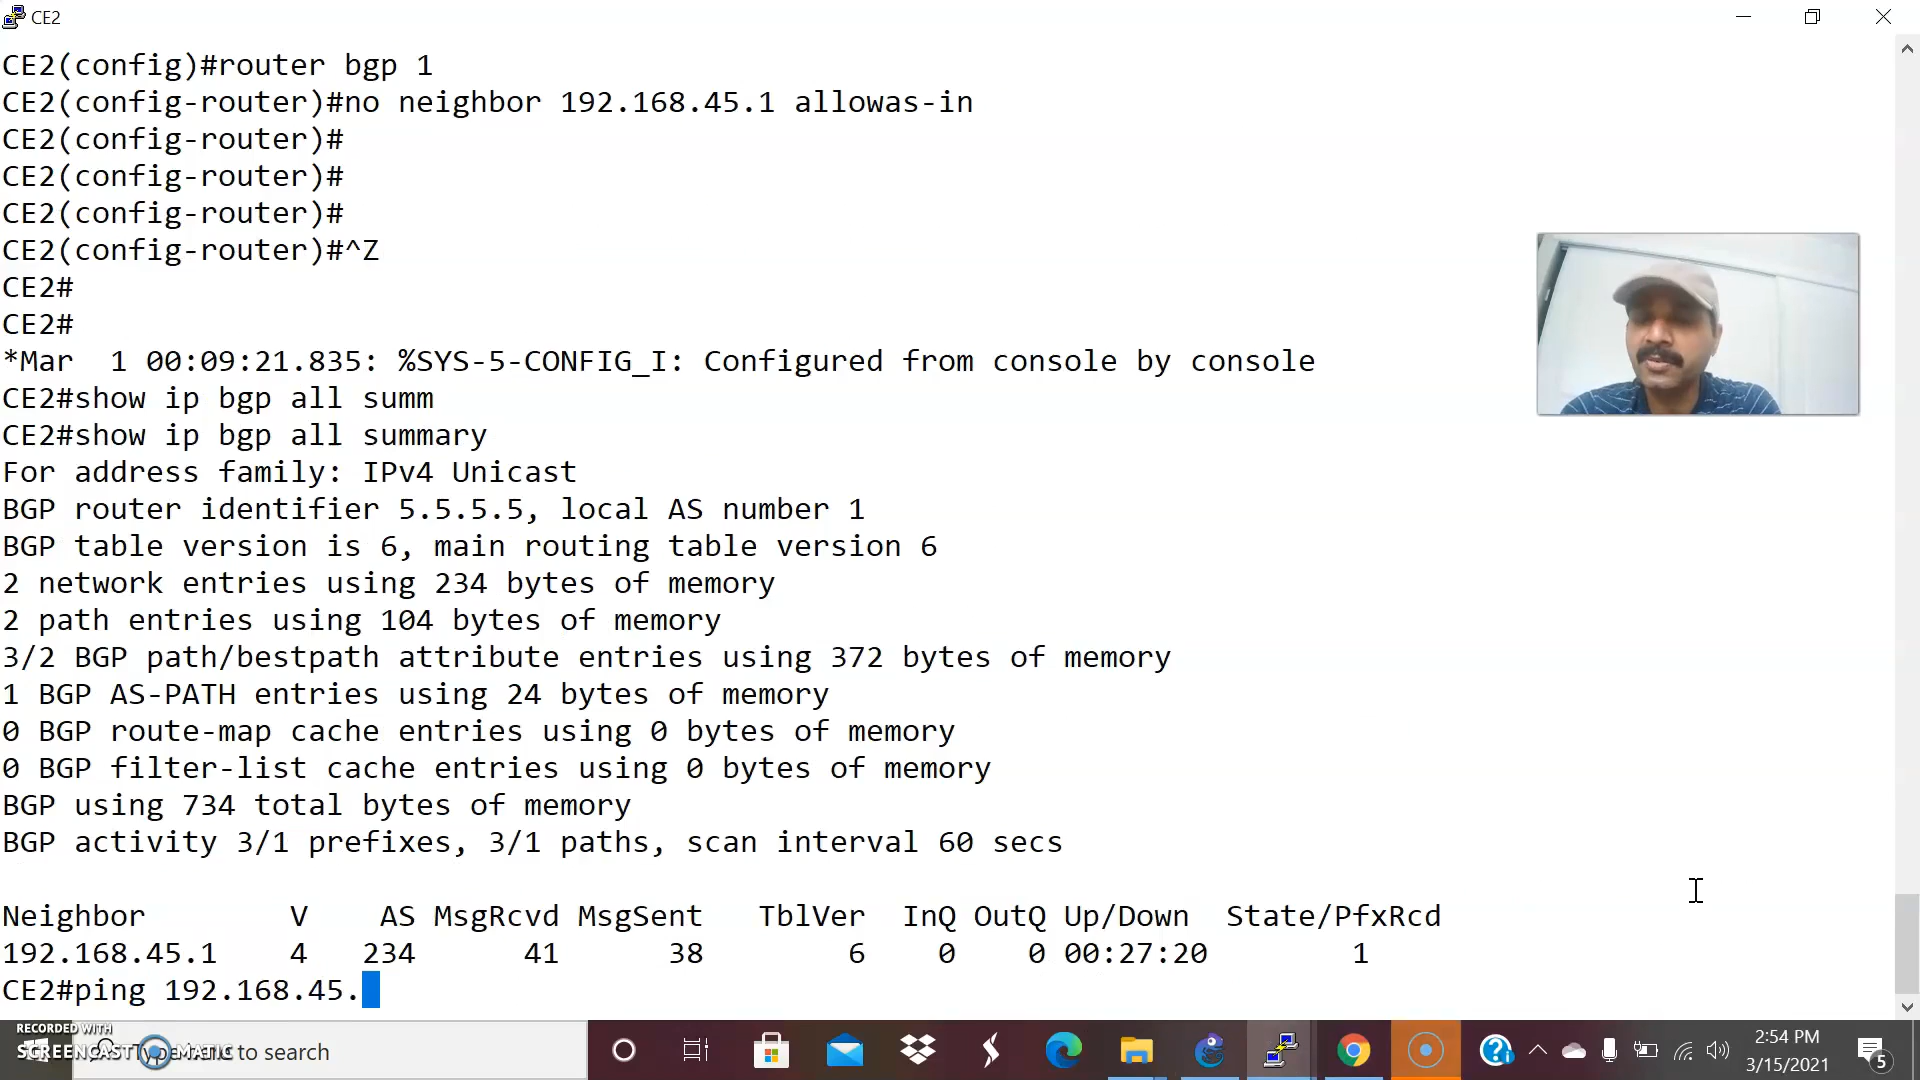 CE2
CE2(config)#router bgp 1
CE2(config-router)#no neighbor 192.168.45.1 allowas-in
CE2(config-router)#
CE2(config-router)#
CE2(config-router)#
CE2(config-router)#^Z
CE2#
CE2#
*Mar  1 00:09:21.835: %SYS-5-CONFIG_I: Configured from console by console
CE2#show ip bgp all summ
CE2#show ip bgp all summary
For address family: IPv4 Unicast
BGP router identifier 5.5.5.5, local AS number 1
BGP table version is 6, main routing table version 6
2 network entries using 234 bytes of memory
2 path entries using 104 bytes of memory
3/2 BGP path/bestpath attribute entries using 372 bytes of memory
1 BGP AS-PATH entries using 24 bytes of memory
0 BGP route-map cache entries using 0 bytes of memory
0 BGP filter-list cache entries using 0 bytes of memory
BGP using 734 total bytes of memory
BGP activity 3/1 prefixes, 3/1 paths, scan interval 60 secs
Neighbor        V    AS MsgRcvd MsgSent   TblVer  InQ OutQ Up/Down  State/PfxRcd
192.168.45.1    4   234      41      38        6    0    0 00:27:20        1
CE2#ping 192.168.45.
RECORDED WITH
SCREENCAST MATIC
to search
2:54 PM
3/15/2021
5